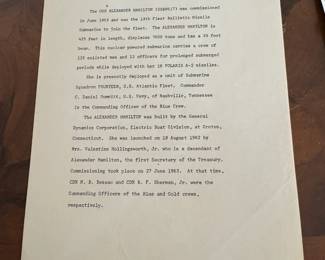 The USS ALEXANDER HAMILTON SSBN617) was commissioned
in June 1963 and was the 13th Fleet Ballistic Missile
Submarine to join the fleet. The ALEXANDER HAMILTON is
425 feet in length, displaces 7000 tons and has a 33 foot
beam. This nuclear powered submarine carries a crew of
128 enlisted men and 13 officers for prolonged submerged
periods while deployed with her 16 POLARIS A-2 missiles.
She is presently deployed as a unit of Submarine
Squadron FOURTEEN, U.S. Atlantic Fleet. Commander
C. Daniel Summitt, U.S. Navy, of Nashville, Tennessee
is the Commanding Officer of the Blue Crew.
The ALEXANDER HAMILTON was built by the General
Dynamics Corporation, Electric Boat Division, at Groton,
Connecticut. She was launched on 18 August 1962 by
Mrs. Valentine Hollingsworth, Jr. who is a descendant of
Alexander Hamilton, the first Secretary of the Treasury.
Commissioning took place on 27 June 1963. At that time,
CDR N. B. Bessac and CDR B. F. Sherman, Jr. were the
Commanding Officers of the Blue and Gold crews,
respectively.